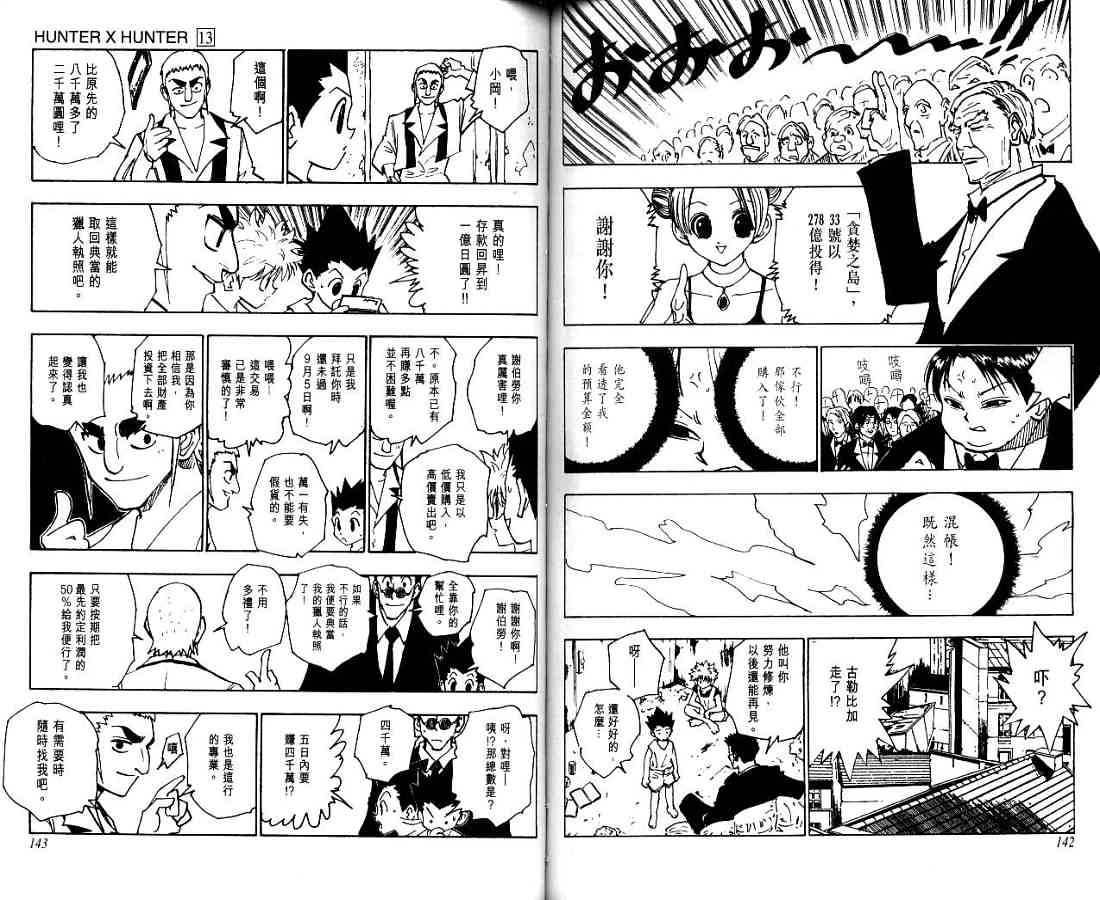 おおおお〜〜〜!!
「貪婪之島」，
33號以
278億投得！
謝謝你！
吱嚼
吱嚼
不行！
那傢伙全部
購入了！
他完全
看透了我
的預算金額！
混帳！
既然這樣…
吓？
古勒比加
走了!?
他叫你
努力修煉，
以後還能再見。
呀。
還好好的
怎麼…
142
HUNTER X HUNTER 13
喂，
小岡！
這個啊！
比原先的
八千萬多了
二千萬圓哩！
真的哩！
存款回昇到
一億日圓了!!
這樣就能
取回典當的
獵人執照吧。
謝伯勞你
真厲害哩！
不。原本已有
八千萬，
再賺多點
並不困難喔。
我只是以
低價購入，
高價賣出吧。
只是我
拜託你時
還未過
9月5日啊！
喂喂…
這交易
已是非常
審慎的了！
萬一有失，
也不能要
假貨的。
那是因為你
相信我，
把全部財產
投資下去啊。
讓我也
變得認真
起來了。
謝謝你啊！
謝伯勞！
全靠你的
幫忙哩。
如果
不行的話，
我便要典當
我的獵人執照
了！
不用
多禮了！
只要按期把
最先約定利潤的
50%給我便行了。
呀，對哩—
咦!?那總數是？
四千萬。
五日內要
賺四千萬!?
我也是這行
的專業。
嘻
有需要時
隨時找我吧。
143